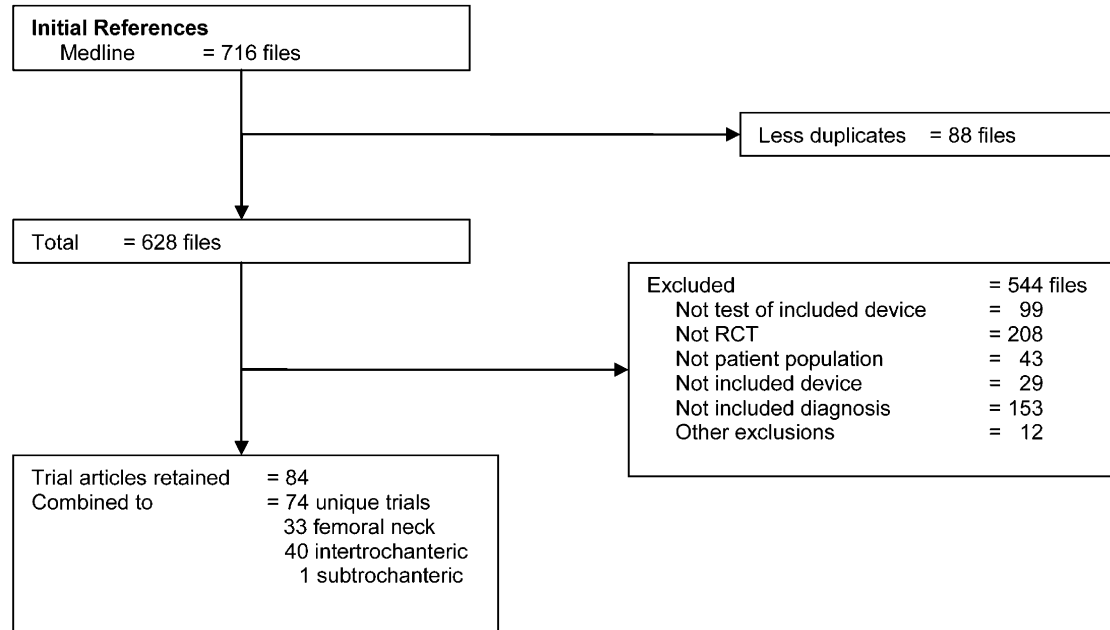 Initial References
Medline = 716 files
Less duplicates = 88 files
Total = 628 files
Excluded = 544 files
Not test of included device = 99
Not RCT = 208
Not patient population = 43
Not included device = 29
Not included diagnosis = 153
Other exclusions = 12
Trial articles retained = 84
Combined to = 74 unique trials
33 femoral neck
40 intertrochanteric
1 subtrochanteric